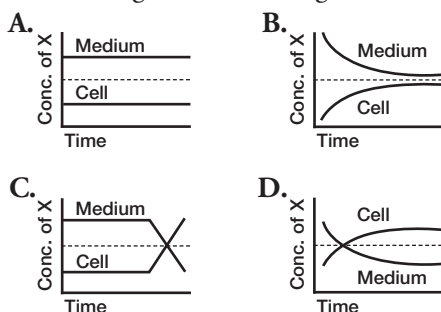 A.
Conc. of X
Medium
Cell
Time
B.
Conc. of X
Medium
Cell
Time
C.
Conc. of X
Medium
Cell
Time
D.
Conc. of X
Cell
Medium
Time